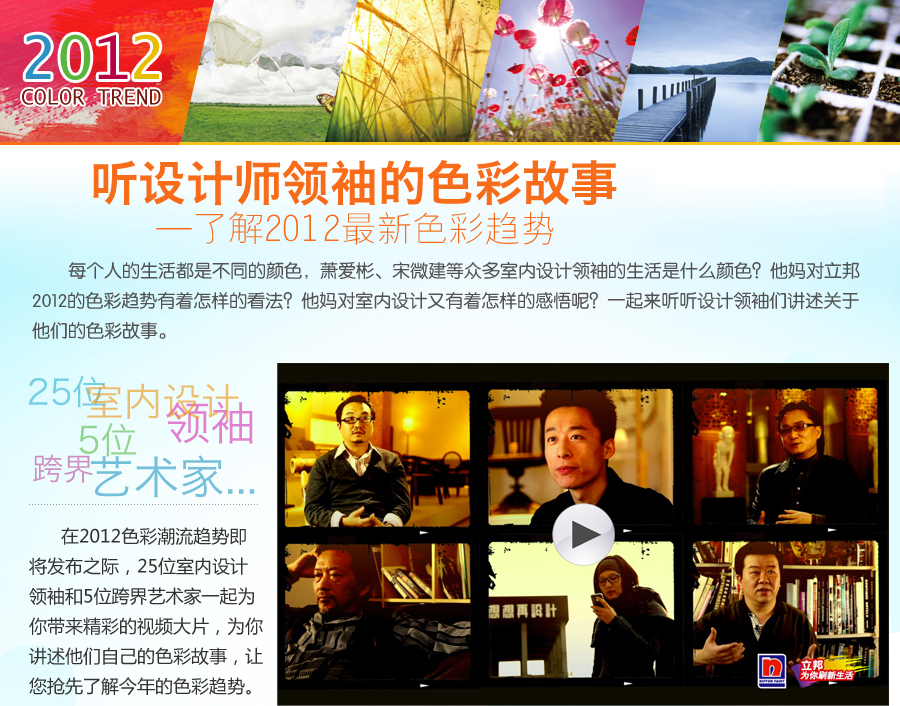 2012
COLOR TREND
听设计师领袖的色彩故事
—了解2012最新色彩趋势
每个人的生活都是不同的颜色，萧爱彬、宋微建等众多室内设计领袖的生活是什么颜色？他妈对立邦
2012的色彩趋势有着怎样的看法？他妈对室内设计又有着怎样的感悟呢？一起来听听设计领袖们讲述关于
他们的色彩故事。
25位
室内设计
领袖
5位
跨界
艺术家...
在2012色彩潮流趋势即
将发布之际，25位室内设计
领袖和5位跨界艺术家一起为
你带来精彩的视频大片，为你
讲述他们自己的色彩故事，让
您抢先了解今年的色彩趋势。
想想再設計
n
NIPPON PAINT
立邦
为你刷新生活